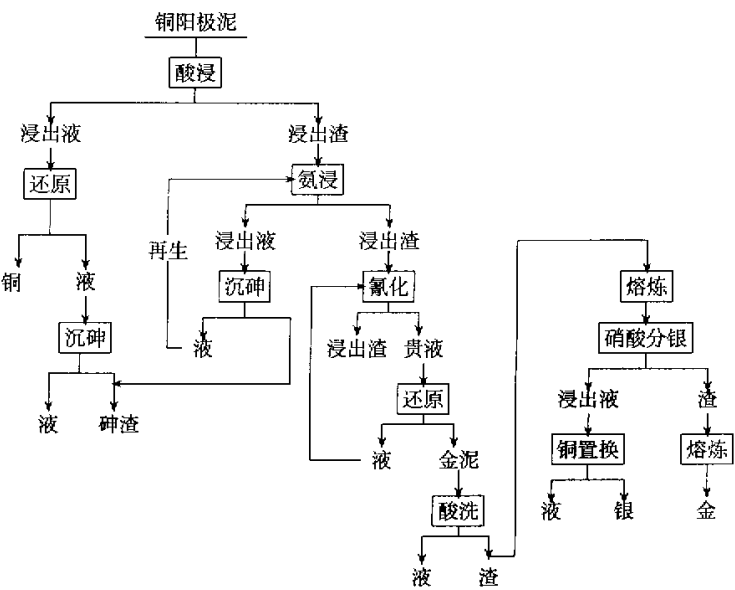 铜阳极泥
酸浸
浸出液
浸出渣
还原
氨浸
再生
浸出液
浸出渣
铜
液
沉砷
氰化
熔炼
沉砷
液
浸出渣
贵液
硝酸分银
液
砷渣
还原
浸出液
渣
液
金泥
铜置换
熔炼
酸洗
液
银
金
液
渣